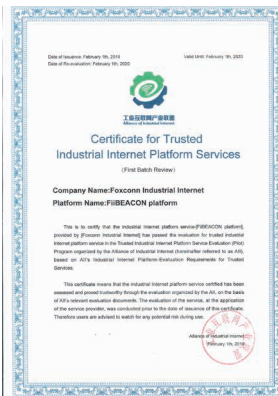 Date of Issuance: February 1th, 2019
Valid Until: February 1th, 2020
Date of Re-evaluation: February 1th, 2020
工业互联网产业联盟
Alliance of Industrial Internet
Certificate for Trusted
Industrial Internet Platform Services
(First Batch Review)
Company Name:Foxconn Industrial Internet
Platform Name:FiiBEACON platform
This is to certify that the industrial internet platform service-[FiiBEACON platform],
provided by [Foxconn Industrial Internet] has passed the evaluation for trusted industrial
internet platform service in the Trusted Industrial Internet Platform Service Evaluation (Pilot)
Program organized by the Alliance of Industrial Internet (hereinafter referred to as AII),
based on AII's Industrial Internet Platform-Evaluation Requirements for Trusted
Services.
This certificate means that the industrial internet platform service certified has been
assessed and proved trustworthy through the evaluation organized by the AII, on the basis
of AII's relevant evaluation documents. The evaluation of the service, at the application
of the service provider, was conducted prior to the date of issuance of this certificate.
Therefore users are advised to watch for any potential risk during use.
Alliance of Industrial Internet
February 1th, 2019